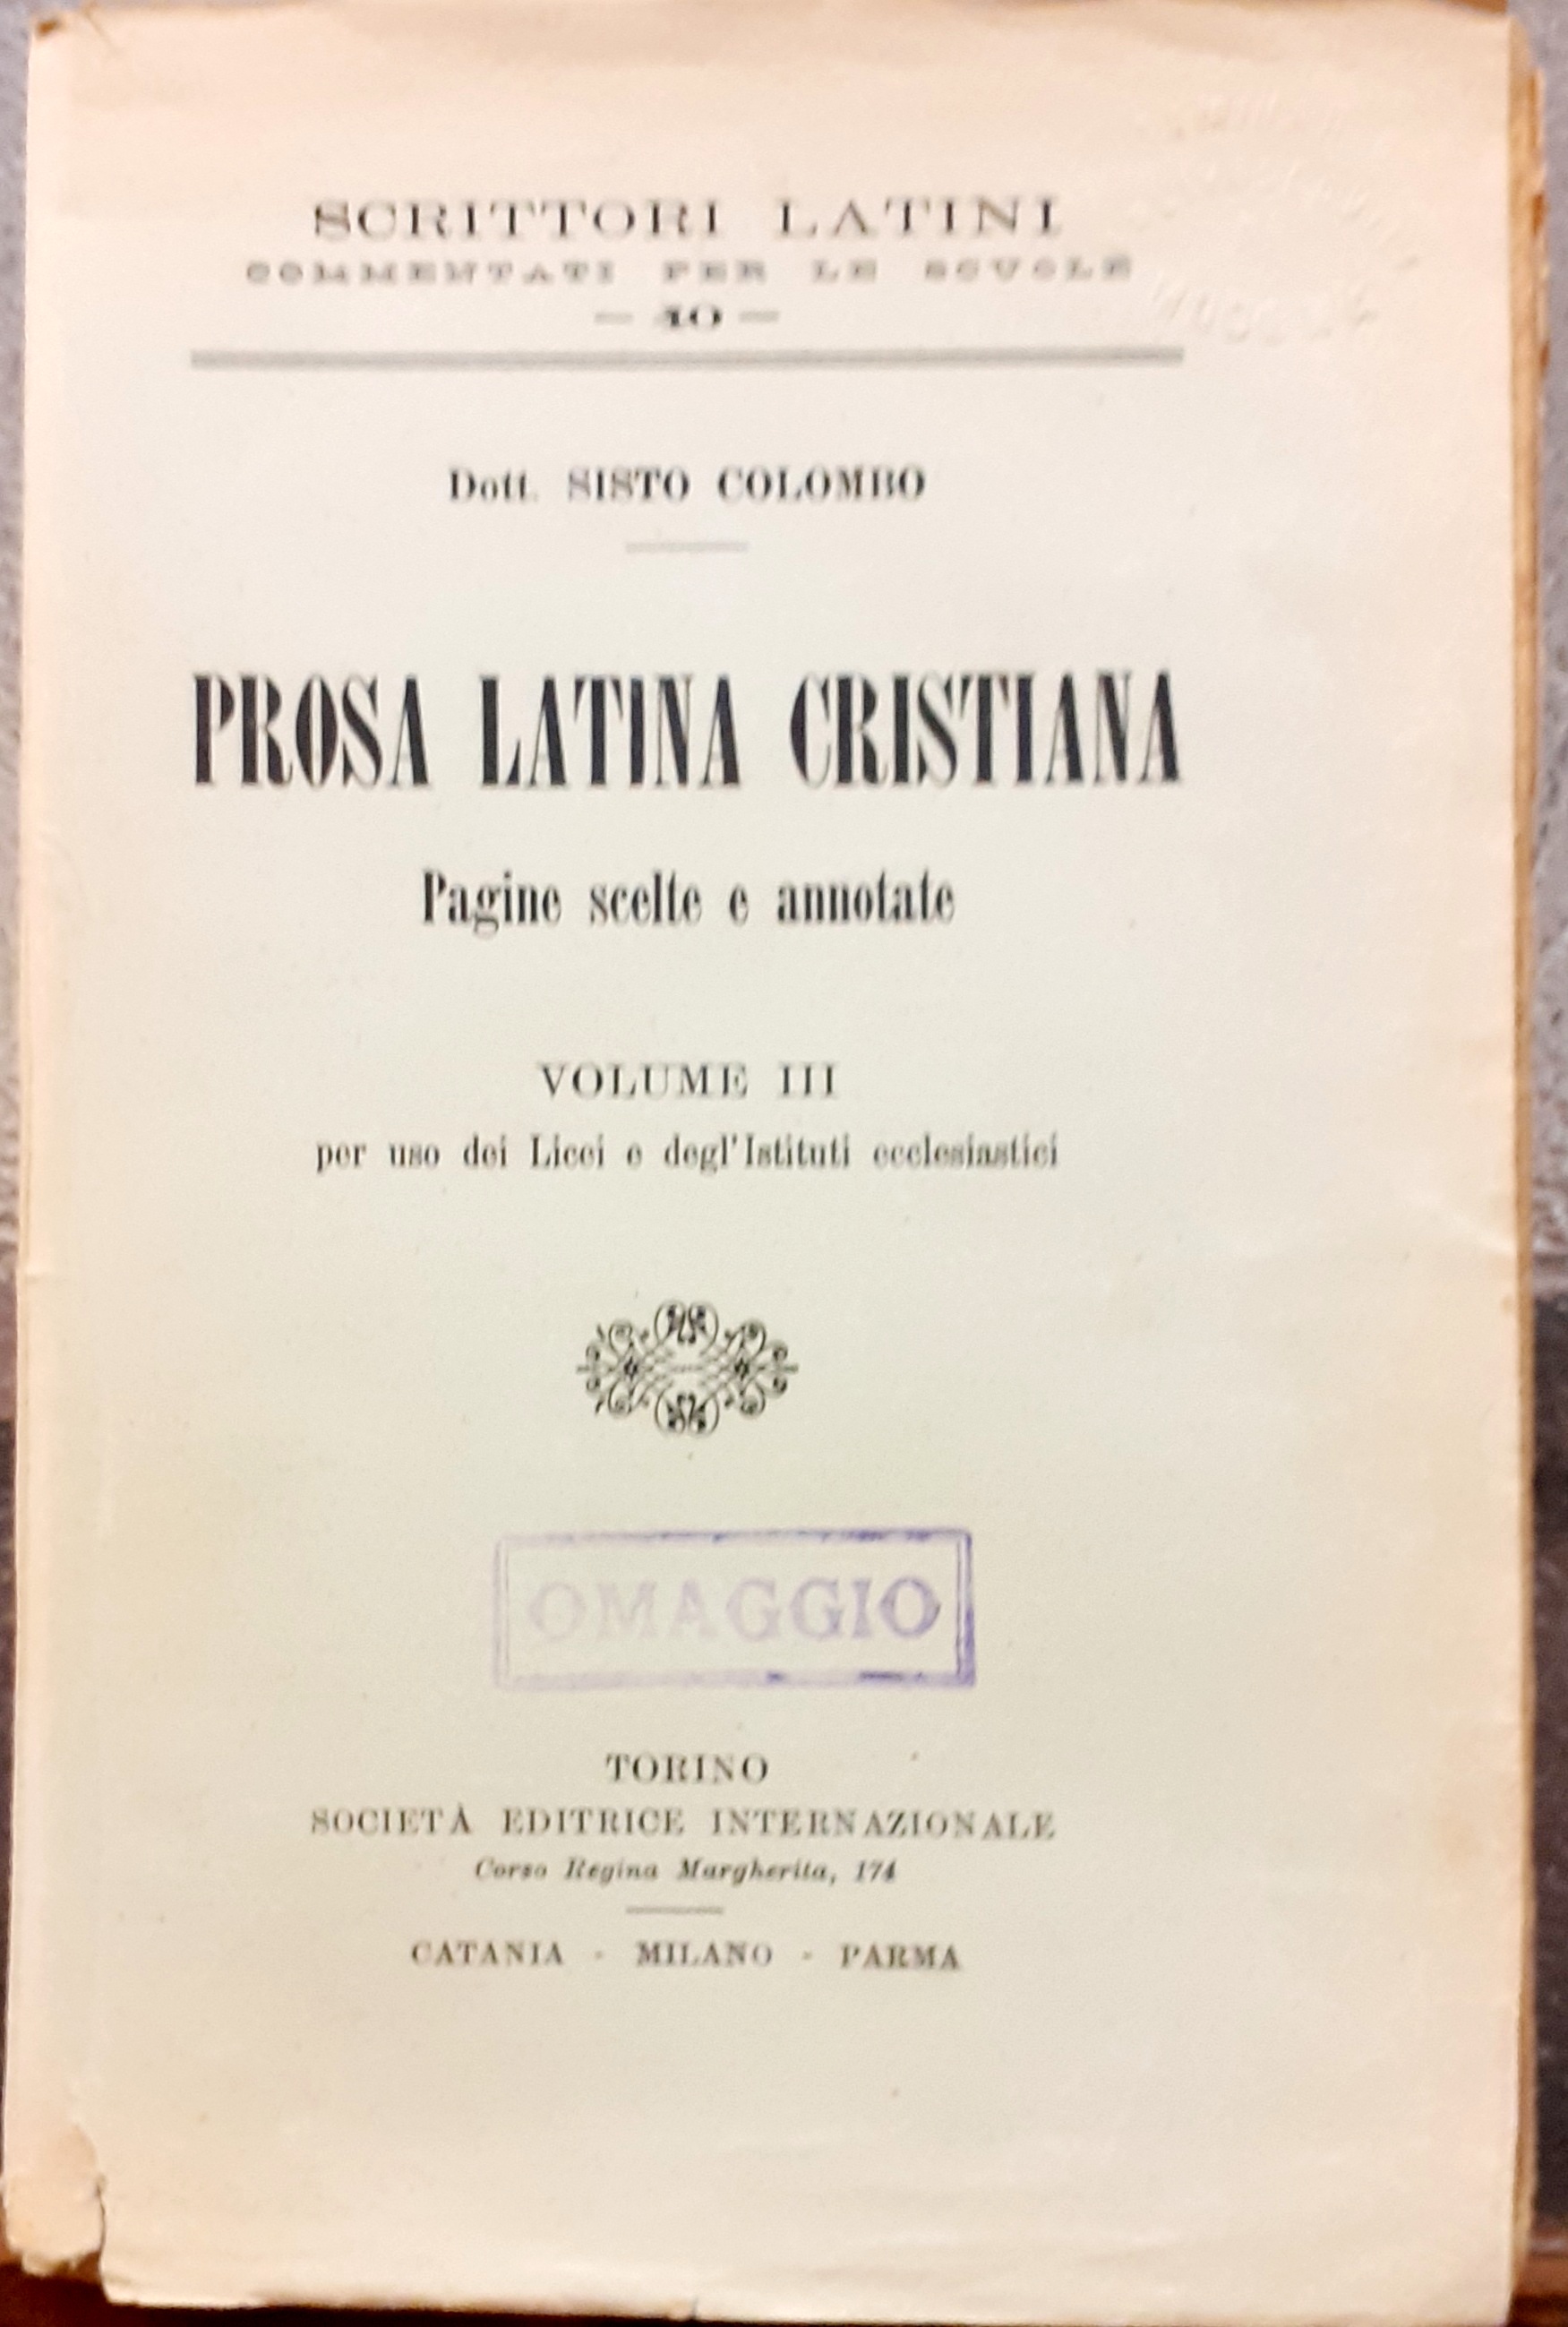 SCRITTORI LATINI
COMMENTATI PER LE SCUOLE
— 40 —
Dott. SISTO COLOMBO
PROSA LATINA CRISTIANA
Pagine scelte e annotate
VOLUME III
per uso dei Licei e degl'Istituti ecclesiastici
OMAGGIO
TORINO
SOCIETÀ EDITRICE INTERNAZIONALE
Corso Regina Margherita, 174
CATANIA - MILANO - PARMA